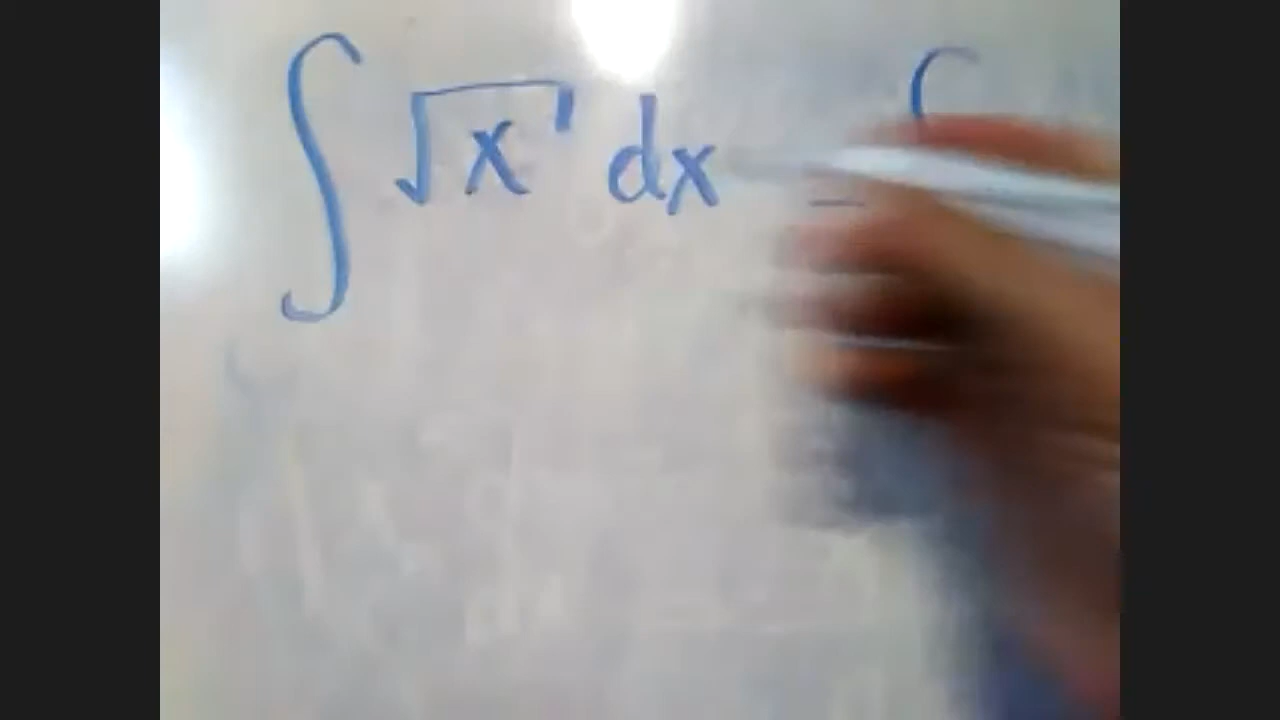 ∫ √x dx = ∫